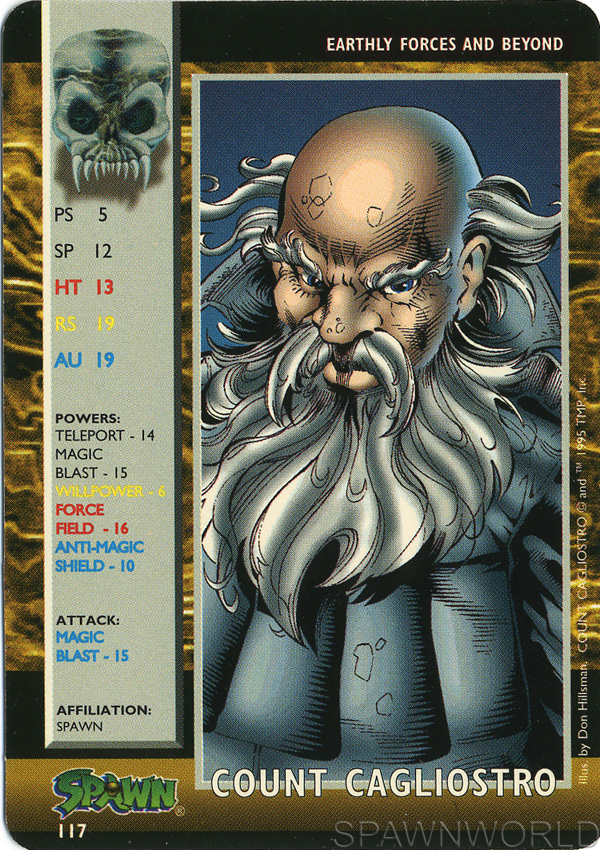 EARTHLY FORCES AND BEYOND
PS 5
SP 12
HT 13
RS 19
AU 19
POWERS:
TELEPORT - 14
MAGIC
BLAST - 15
WILLPOWER - 6
FORCE
FIELD - 16
ANTI-MAGIC
SHIELD - 10
ATTACK:
MAGIC
BLAST - 15
AFFILIATION:
SPAWN
illus. by Don Hillsman. COUNT CAGLIOSTRO © and ™ 1995 TMP, Inc.
COUNT CAGLIOSTRO
SPAWN®
117
SPAWNWORLD